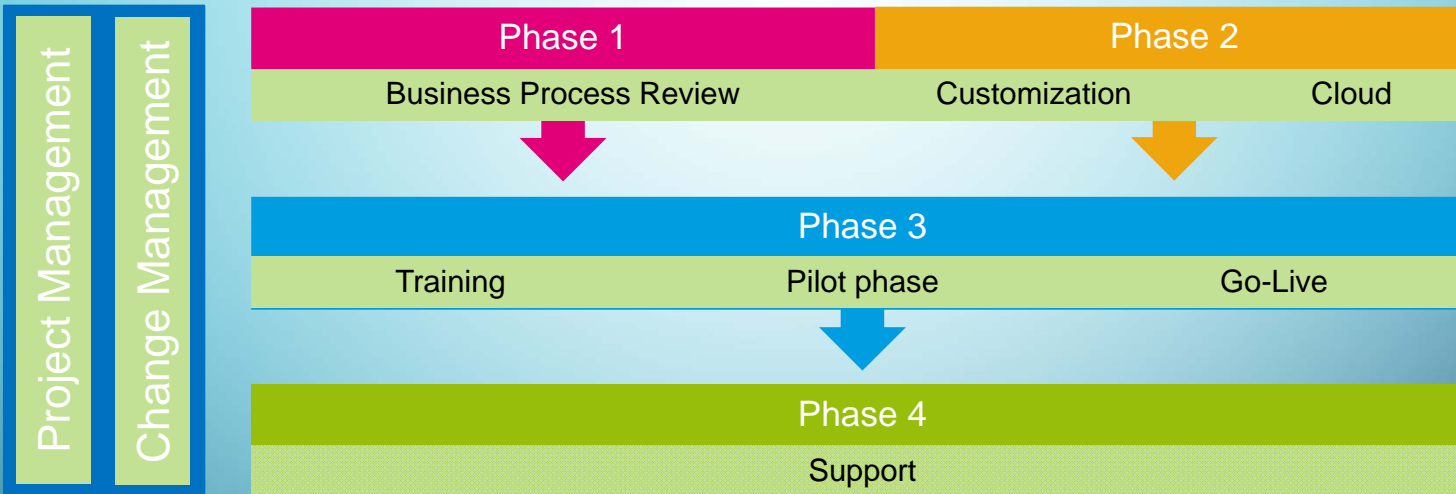 Project Management
Change Management
Phase 1
Phase 2
Business Process Review
Customization
Cloud
Phase 3
Training
Pilot phase
Go-Live
Phase 4
Support